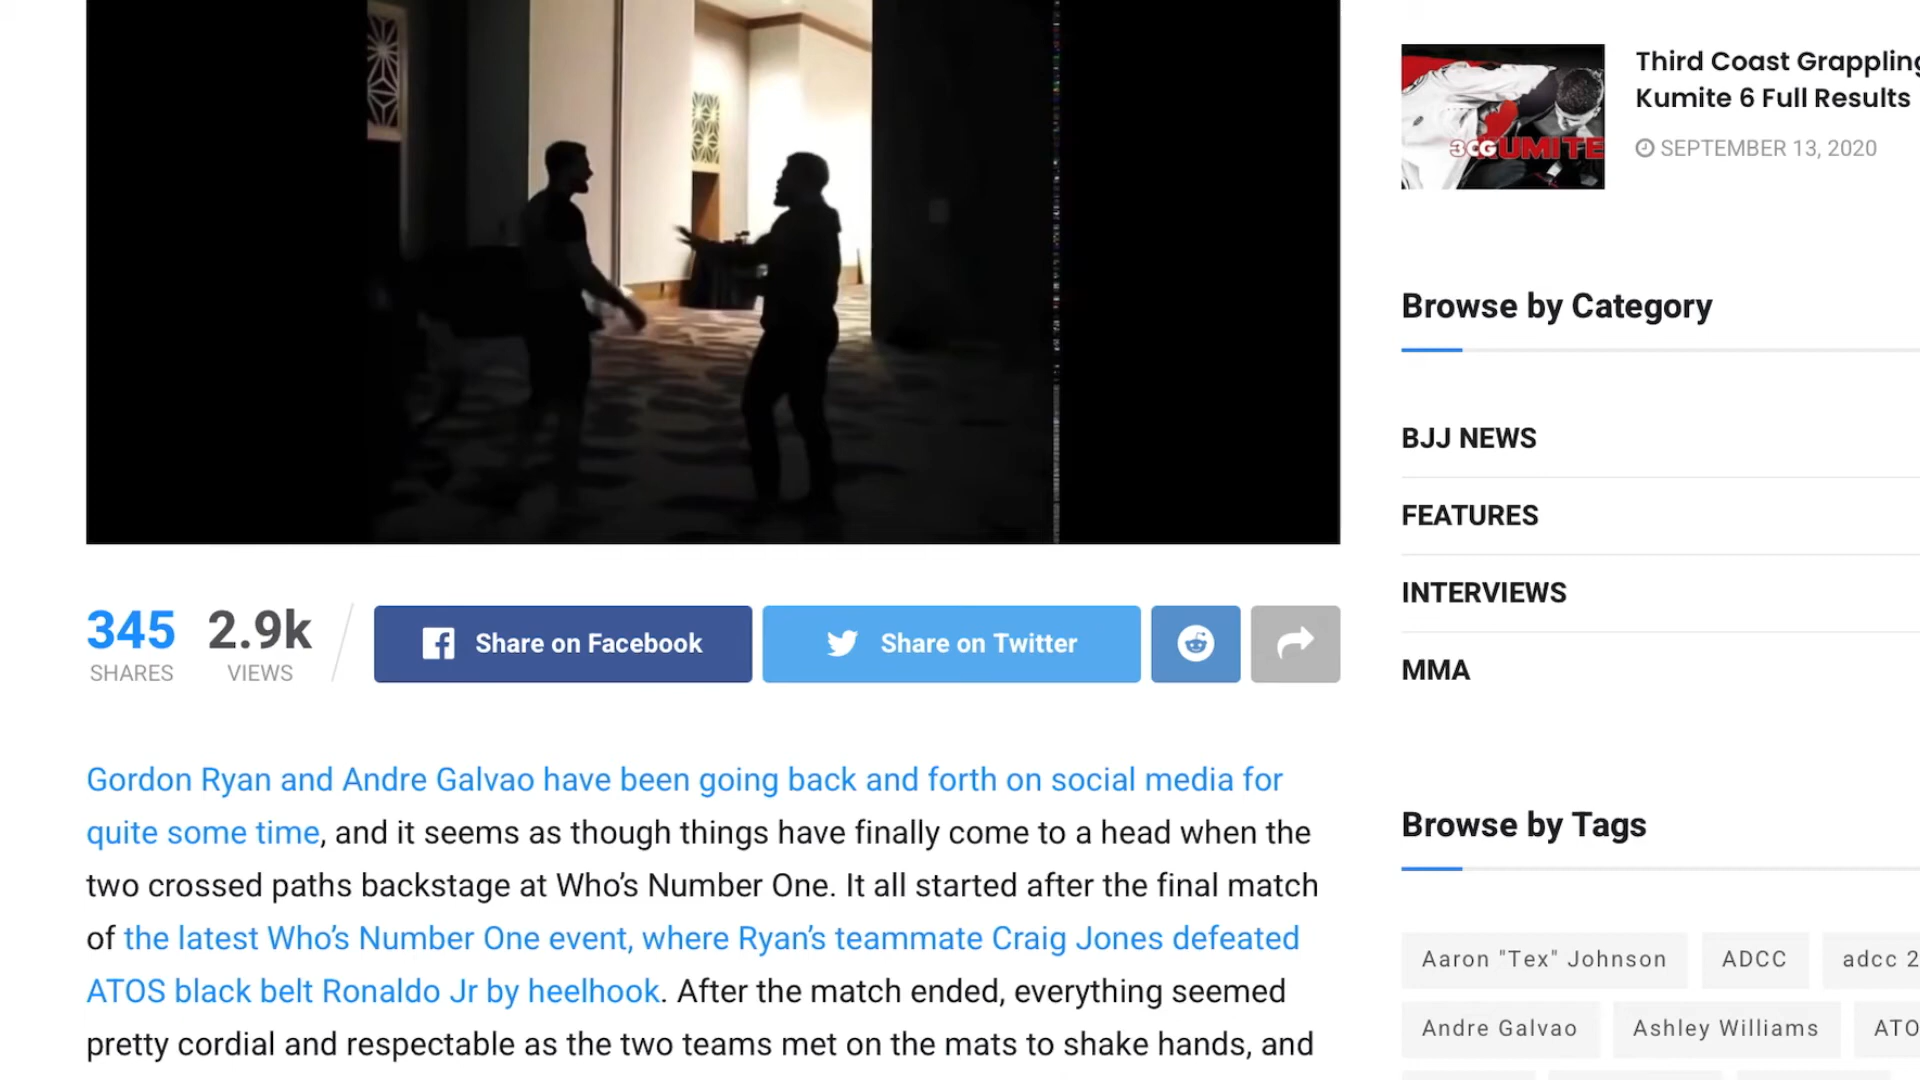 345
SHARES
2.9k
VIEWS
Share on Facebook
Share on Twitter
Gordon Ryan and Andre Galvao have been going back and forth on social media for
quite some time, and it seems as though things have finally come to a head when the
two crossed paths backstage at Who’s Number One. It all started after the final match
of the latest Who’s Number One event, where Ryan’s teammate Craig Jones defeated
ATOS black belt Ronaldo Jr by heelhook. After the match ended, everything seemed
pretty cordial and respectable as the two teams met on the mats to shake hands, and
3CG KUMITE
Third Coast Grappling
Kumite 6 Full Results
SEPTEMBER 13, 2020
Browse by Category
BJJ NEWS
FEATURES
INTERVIEWS
MMA
Browse by Tags
Aaron "Tex" Johnson
ADCC
adcc 2
Andre Galvao
Ashley Williams
ATO